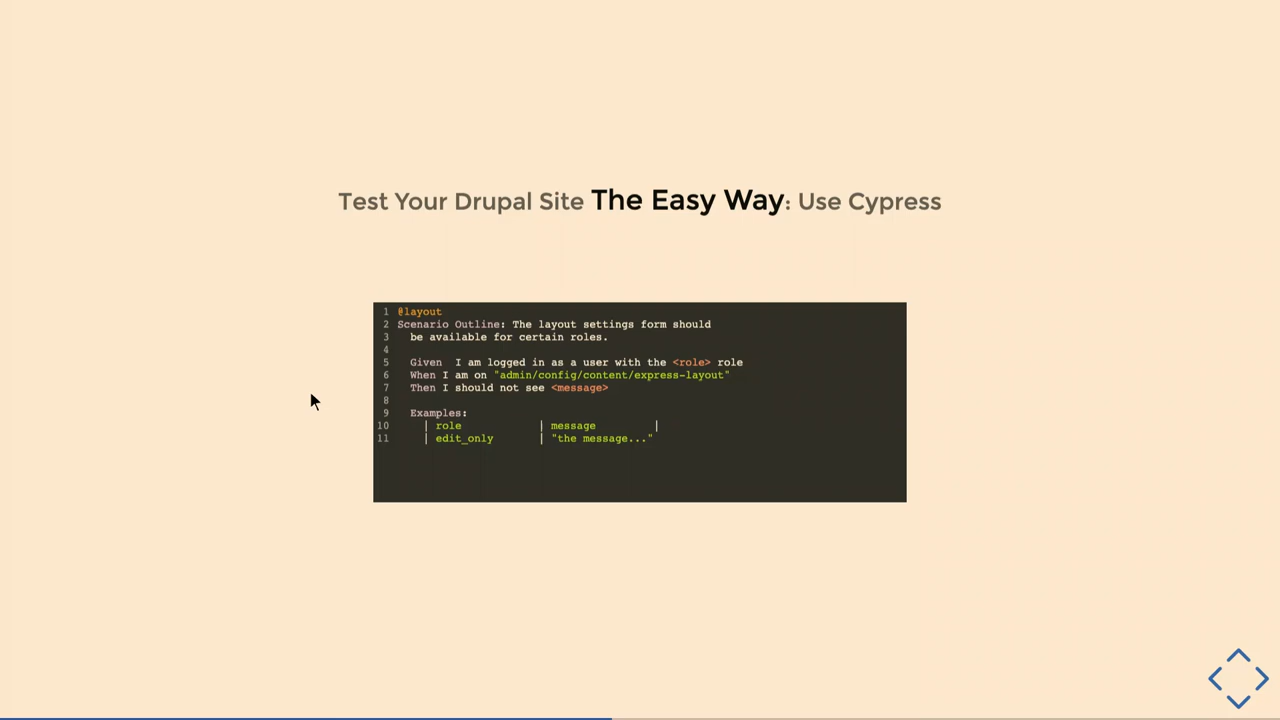 Test Your Drupal Site The Easy Way: Use Cypress
1 @layout
2 Scenario Outline: The layout settings form should
3 be available for certain roles.
4
5 Given I am logged in as a user with the <role> role
6 When I am on "admin/config/content/express-layout"
7 Then I should not see <message>
8
9 Examples:
10 | role | message |
11 | edit_only | "the message..."